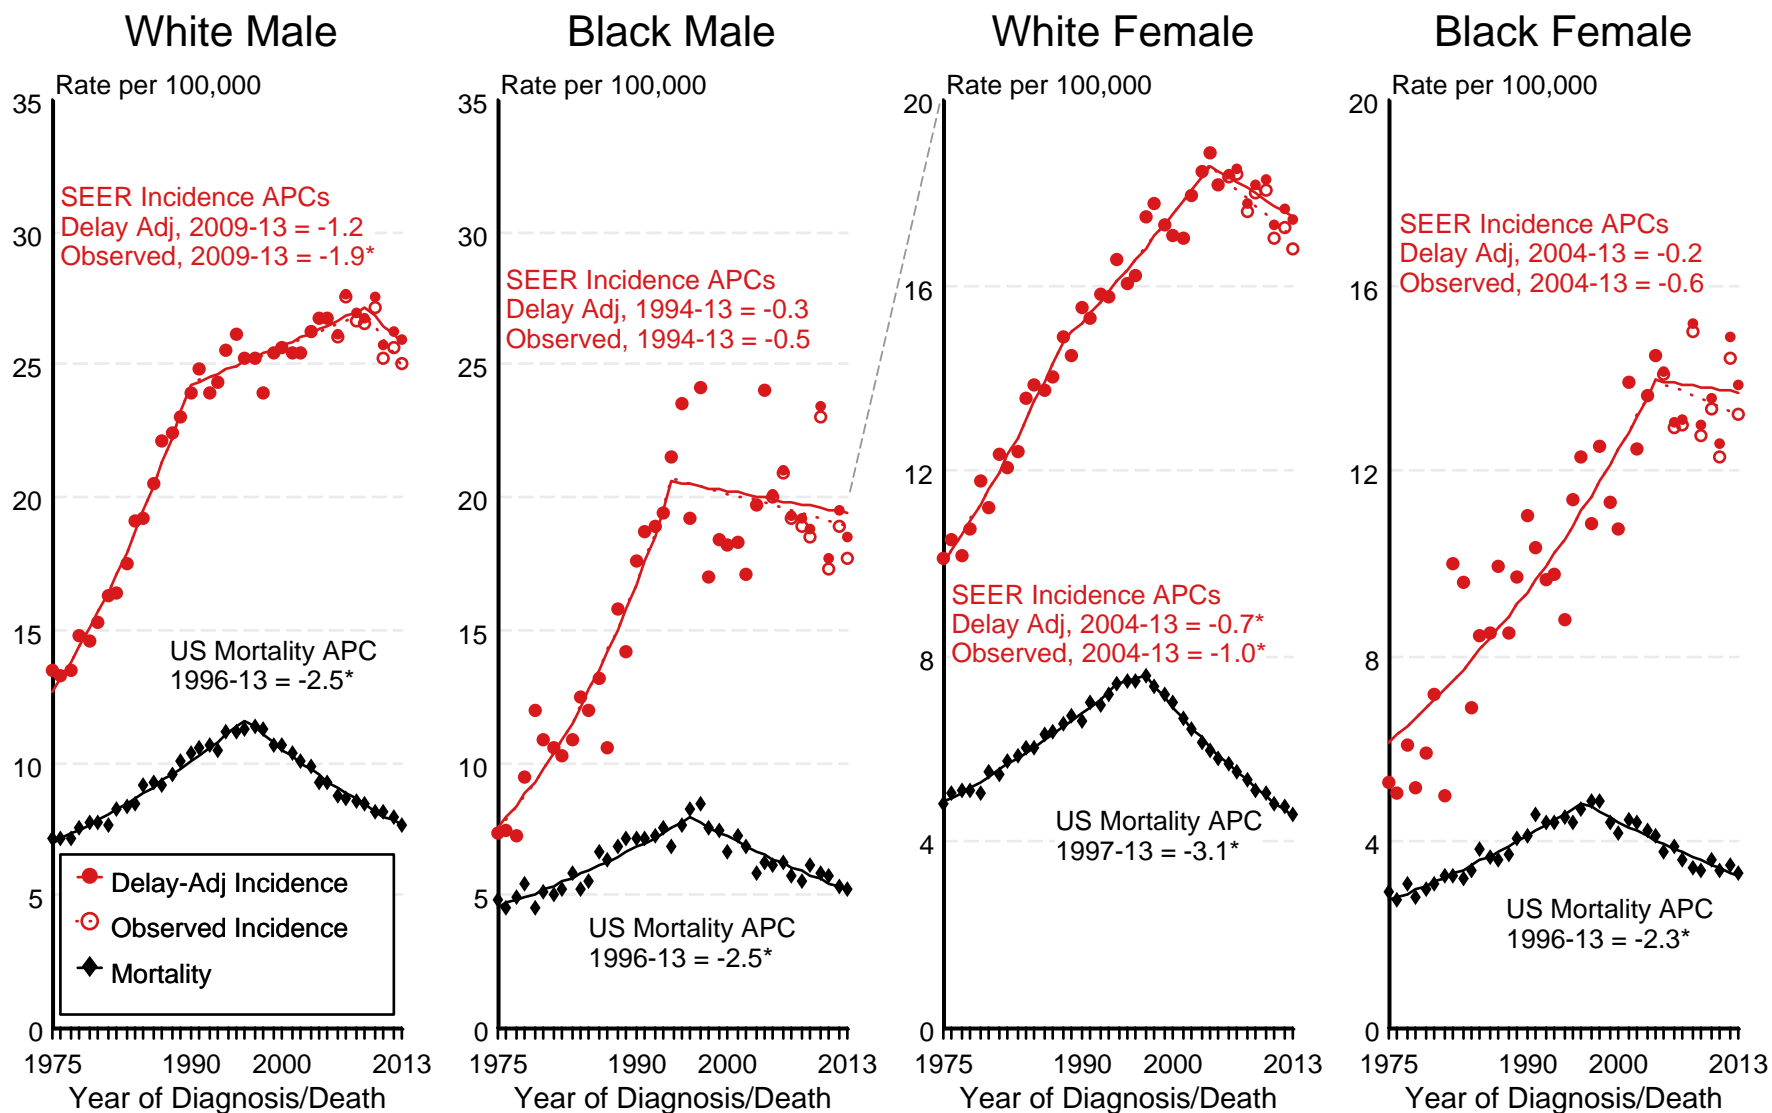 White Male
Rate per 100,000
35
30
25
20
15
10
5
0
SEER Incidence APCs
Delay Adj, 2009-13 = -1.2
Observed, 2009-13 = -1.9*
US Mortality APC
1996-13 = -2.5*
Delay-Adj Incidence
Observed Incidence
Mortality
1975 1990 2000 2013
Year of Diagnosis/Death
Black Male
Rate per 100,000
35
30
25
20
15
10
5
0
SEER Incidence APCs
Delay Adj, 1994-13 = -0.3
Observed, 1994-13 = -0.5
US Mortality APC
1996-13 = -2.5*
1975 1990 2000 2013
Year of Diagnosis/Death
White Female
Rate per 100,000
20
16
12
8
4
0
SEER Incidence APCs
Delay Adj, 2004-13 = -0.7*
Observed, 2004-13 = -1.0*
US Mortality APC
1997-13 = -3.1*
1975 1990 2000 2013
Year of Diagnosis/Death
Black Female
Rate per 100,000
20
16
12
8
4
0
SEER Incidence APCs
Delay Adj, 2004-13 = -0.2
Observed, 2004-13 = -0.6
US Mortality APC
1996-13 = -2.3*
1975 1990 2000 2013
Year of Diagnosis/Death